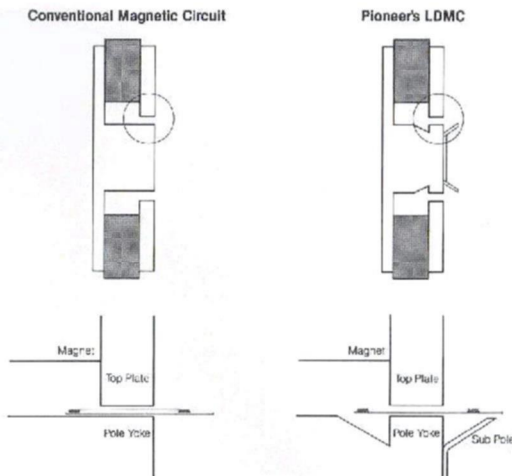 Conventional Magnetic Circuit
Pioneer's LDMC
Magnet
Top Plate
Pole Yoke
Magnet
Top Plate
Pole Yoke
Sub Pole